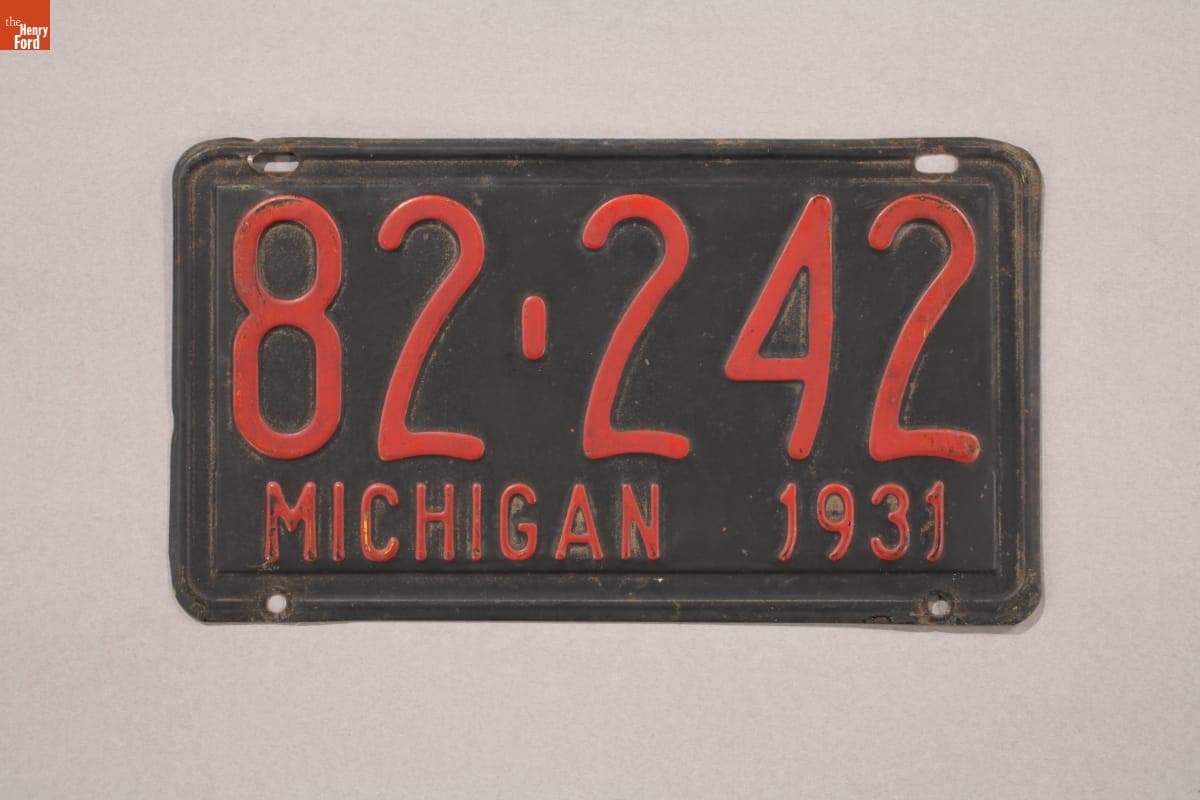 the
Henry
Ford
82·242
MICHIGAN 1931